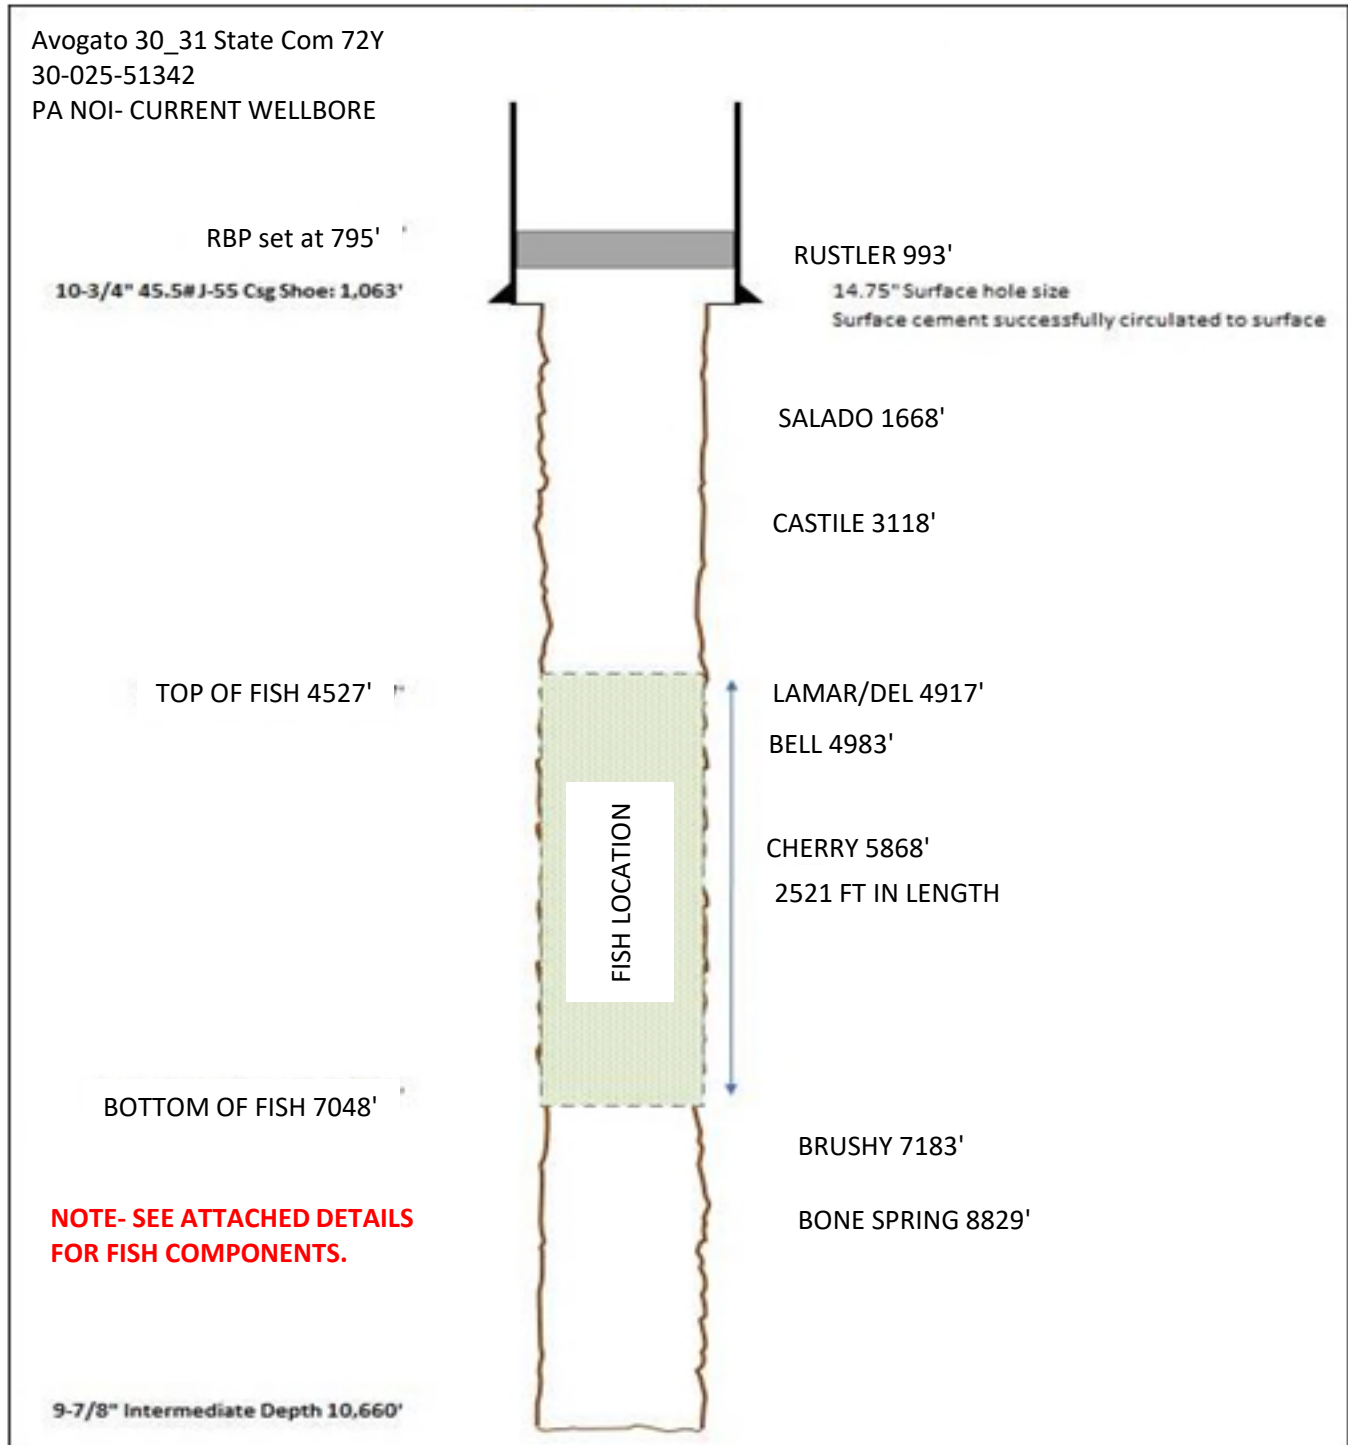 Avogato 30_31 State Com 72Y
30-025-51342
PA NOI- CURRENT WELLBORE
RBP set at 795'
RUSTLER 993'
10-3/4" 45.5# J-55 Csg Shoe: 1,063'
14.75" Surface hole size
Surface cement successfully circulated to surface
SALADO 1668'
CASTILE 3118'
TOP OF FISH 4527'
LAMAR/DEL 4917'
BELL 4983'
FISH LOCATION
CHERRY 5868'
2521 FT IN LENGTH
BOTTOM OF FISH 7048'
BRUSHY 7183'
NOTE- SEE ATTACHED DETAILS
FOR FISH COMPONENTS.
BONE SPRING 8829'
9-7/8" Intermediate Depth 10,660'